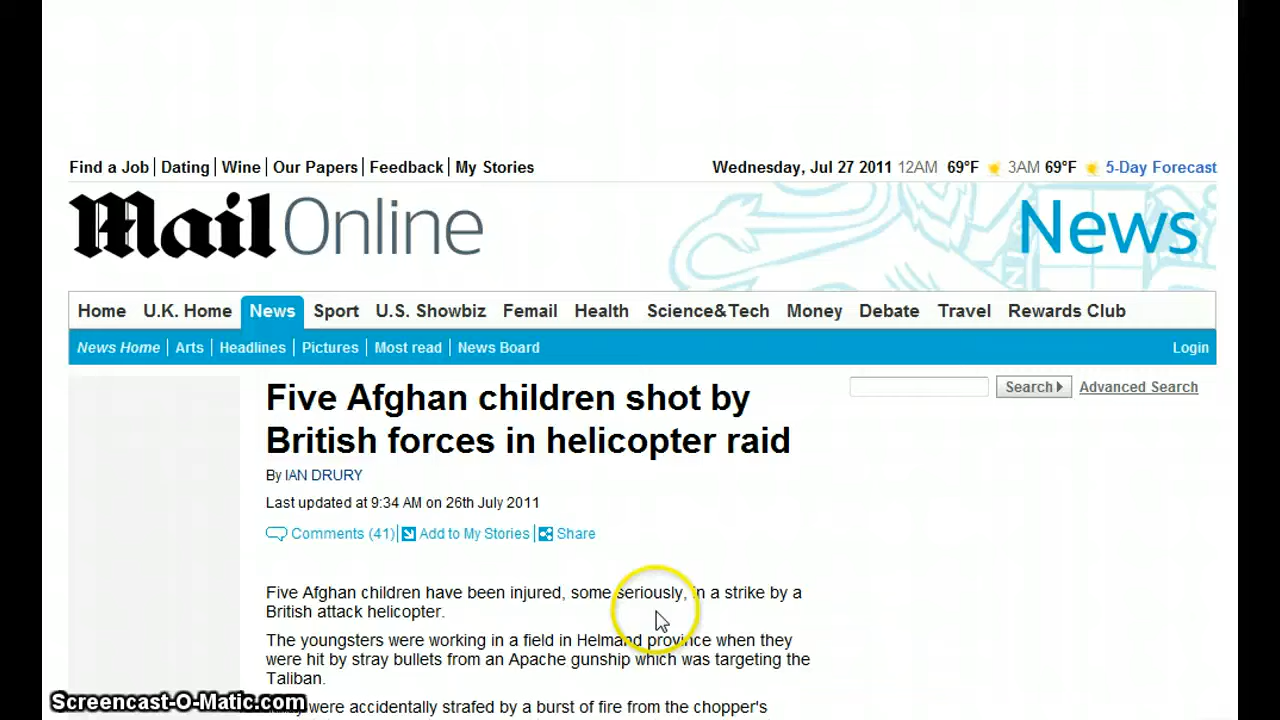 Find a Job | Dating | Wine | Our Papers | Feedback | My Stories
Wednesday, Jul 27 2011 12AM 69°F 3AM 69°F 5-Day Forecast
Mail Online
News
Home U.K. Home News Sport U.S. Showbiz Femail Health Science&Tech Money Debate Travel Rewards Club
News Home | Arts | Headlines | Pictures | Most read | News Board Login
Five Afghan children shot by
British forces in helicopter raid
Search Advanced Search
By IAN DRURY
Last updated at 9:34 AM on 26th July 2011
Comments (41) | Add to My Stories | Share
Five Afghan children have been injured, some seriously, in a strike by a
British attack helicopter.
The youngsters were working in a field in Helmand province when they
were hit by stray bullets from an Apache gunship which was targeting the
Taliban.
were accidentally strafed by a burst of fire from the chopper's
Screencast-O-Matic.com